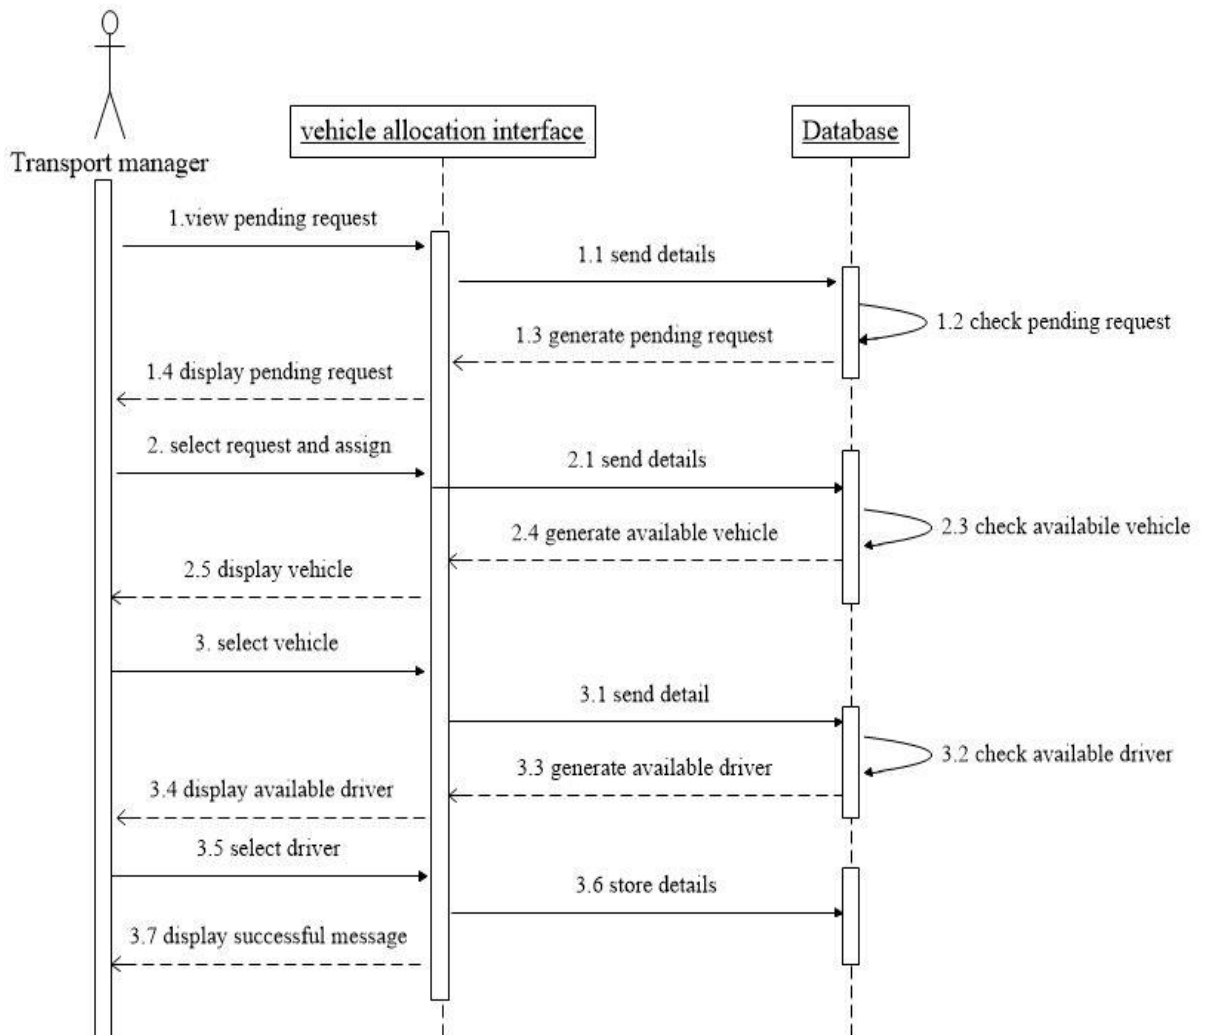 vehicle allocation interface
Database
Transport manager
1.view pending request
1.1 send details
1.2 check pending request
1.3 generate pending request
1.4 display pending request
2. select request and assign
2.1 send details
2.3 check availabile vehicle
2.4 generate available vehicle
2.5 display vehicle
3. select vehicle
3.1 send detail
3.2 check available driver
3.3 generate available driver
3.4 display available driver
3.5 select driver
3.6 store details
3.7 display successful message